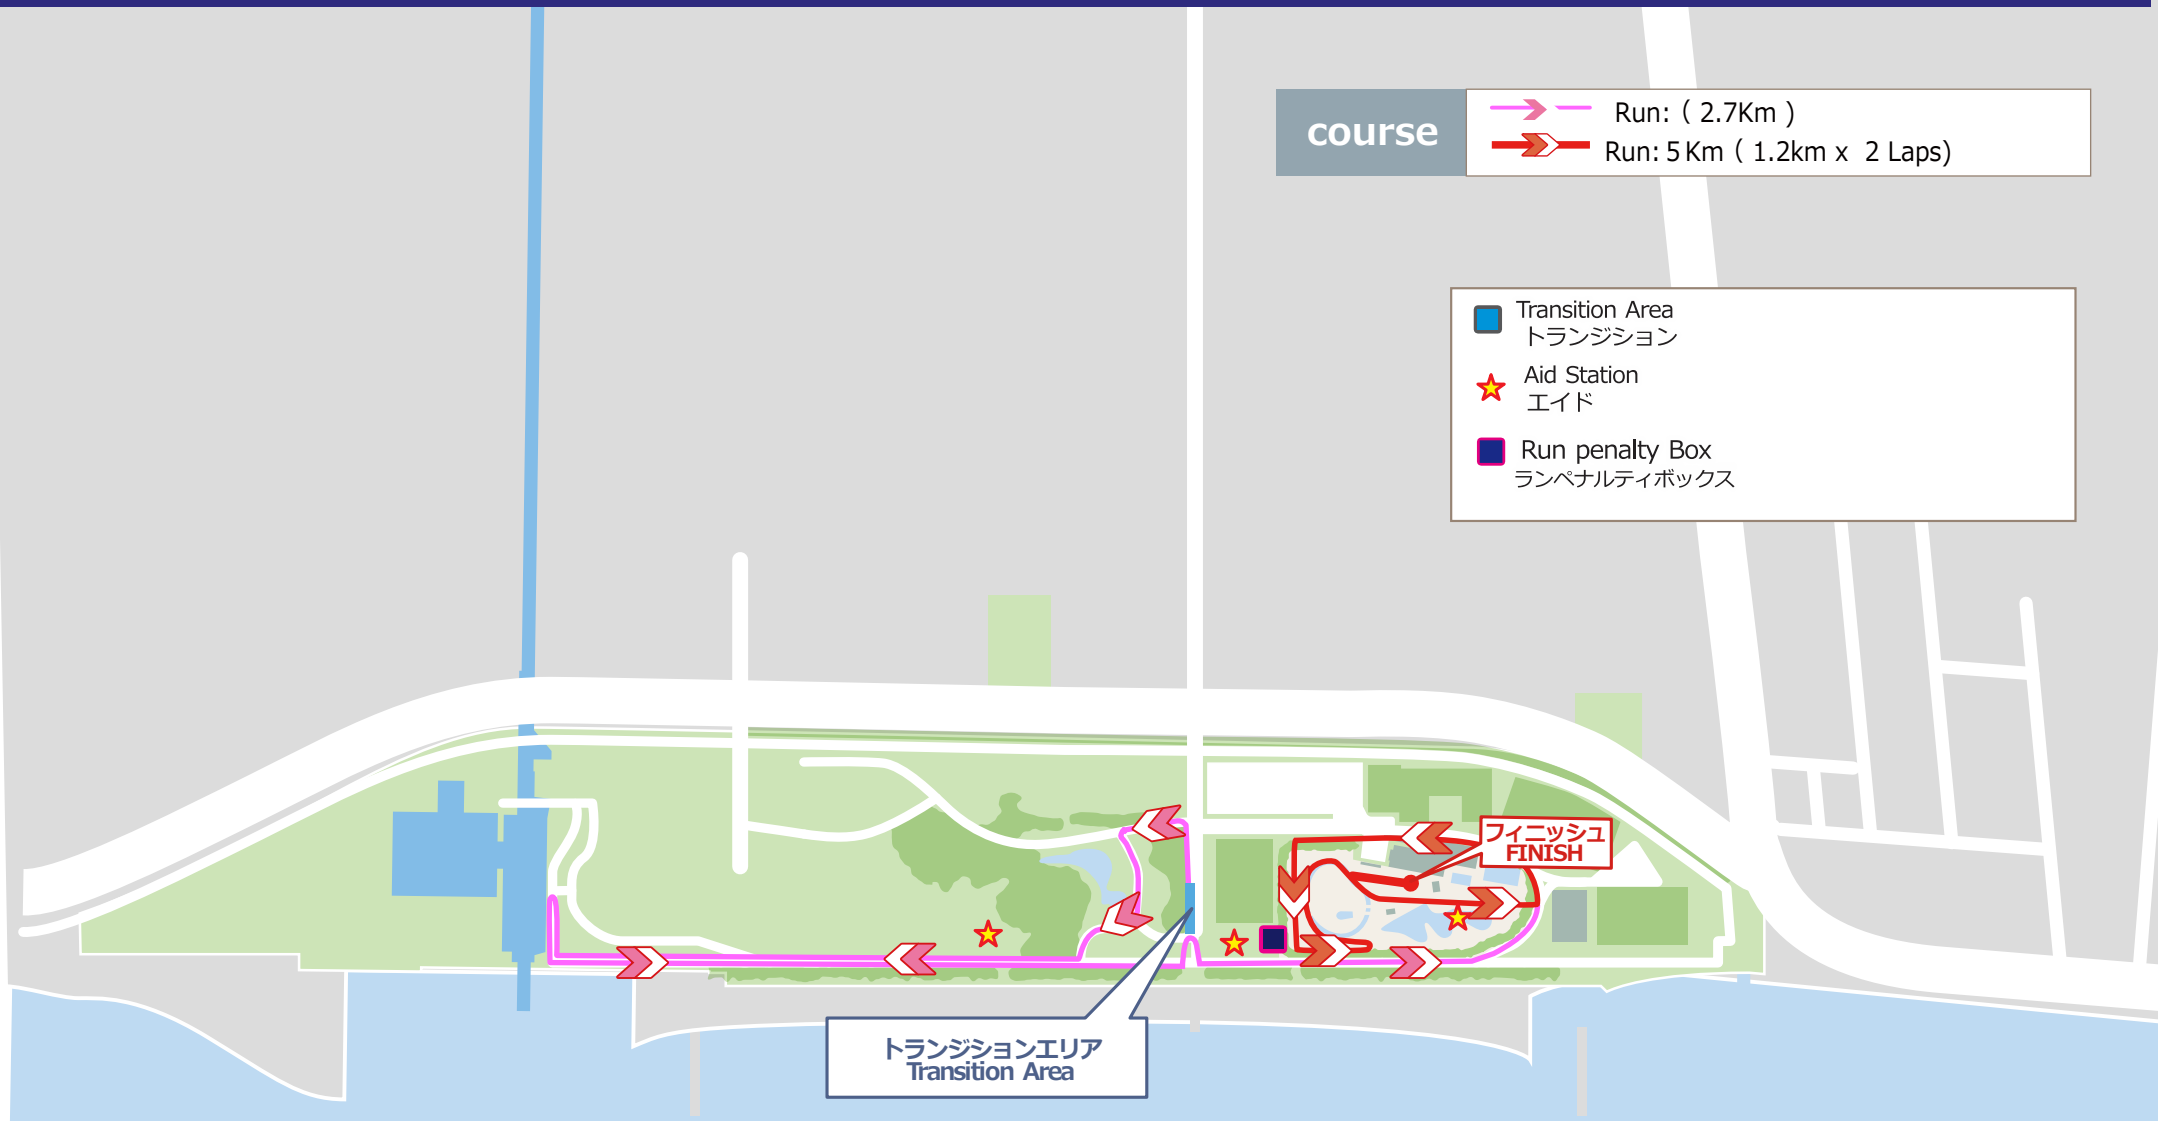 course
Run: ( 2.7Km )
Run: 5 Km ( 1.2km x 2 Laps)
Transition Area
トランジション
Aid Station
エイド
Run penalty Box
ランペナルティボックス
フィニッシュ
FINISH
トランジションエリア
Transition Area